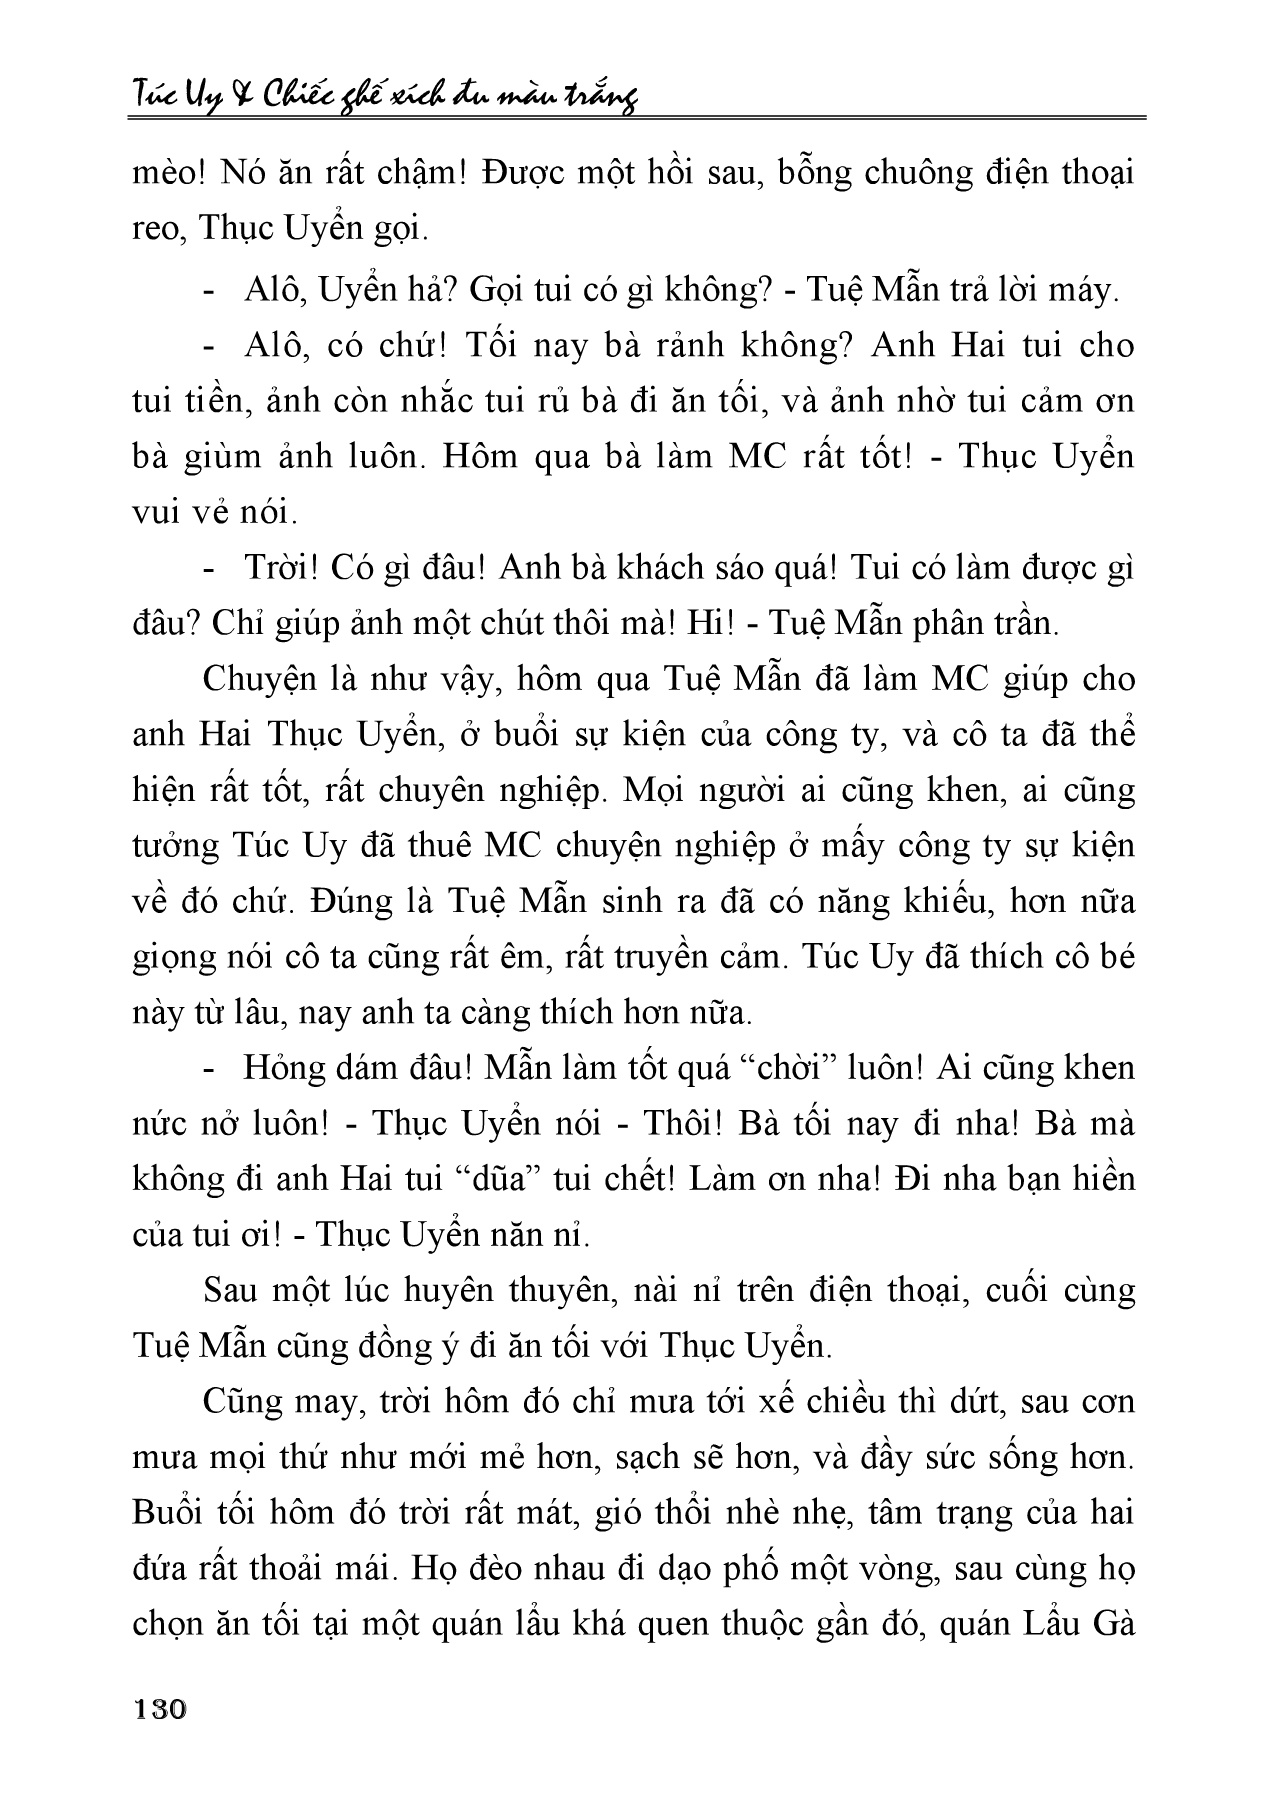 Túc Uy & Chiếc ghế xích đu màu trắng
mèo! Nó ăn rất chậm! Được một hồi sau, bỗng chuông điện thoại
reo, Thục Uyển gọi.
- Alô, Uyển hả? Gọi tui có gì không? - Tuệ Mẫn trả lời máy.
- Alô, có chứ! Tối nay bà rảnh không? Anh Hai tui cho
tui tiền, ảnh còn nhắc tui rủ bà đi ăn tối, và ảnh nhờ tui cảm ơn
bà giùm ảnh luôn. Hôm qua bà làm MC rất tốt! - Thục Uyển
vui vẻ nói.
- Trời! Có gì đâu! Anh bà khách sáo quá! Tui có làm được gì
đâu? Chỉ giúp ảnh một chút thôi mà! Hi! - Tuệ Mẫn phân trần.
Chuyện là như vậy, hôm qua Tuệ Mẫn đã làm MC giúp cho
anh Hai Thục Uyển, ở buổi sự kiện của công ty, và cô ta đã thể
hiện rất tốt, rất chuyên nghiệp. Mọi người ai cũng khen, ai cũng
tưởng Túc Uy đã thuê MC chuyện nghiệp ở mấy công ty sự kiện
về đó chứ. Đúng là Tuệ Mẫn sinh ra đã có năng khiếu, hơn nữa
giọng nói cô ta cũng rất êm, rất truyền cảm. Túc Uy đã thích cô bé
này từ lâu, nay anh ta càng thích hơn nữa.
- Hỏng dám đâu! Mẫn làm tốt quá “chời” luôn! Ai cũng khen
nức nở luôn! - Thục Uyển nói - Thôi! Bà tối nay đi nha! Bà mà
không đi anh Hai tui “dũa” tui chết! Làm ơn nha! Đi nha bạn hiền
của tui ơi! - Thục Uyển năn nỉ.
Sau một lúc huyên thuyên, nài nỉ trên điện thoại, cuối cùng
Tuệ Mẫn cũng đồng ý đi ăn tối với Thục Uyển.
Cũng may, trời hôm đó chỉ mưa tới xế chiều thì dứt, sau cơn
mưa mọi thứ như mới mẻ hơn, sạch sẽ hơn, và đầy sức sống hơn.
Buổi tối hôm đó trời rất mát, gió thổi nhè nhẹ, tâm trạng của hai
đứa rất thoải mái. Họ đèo nhau đi dạo phố một vòng, sau cùng họ
chọn ăn tối tại một quán lẩu khá quen thuộc gần đó, quán Lẩu Gà
130